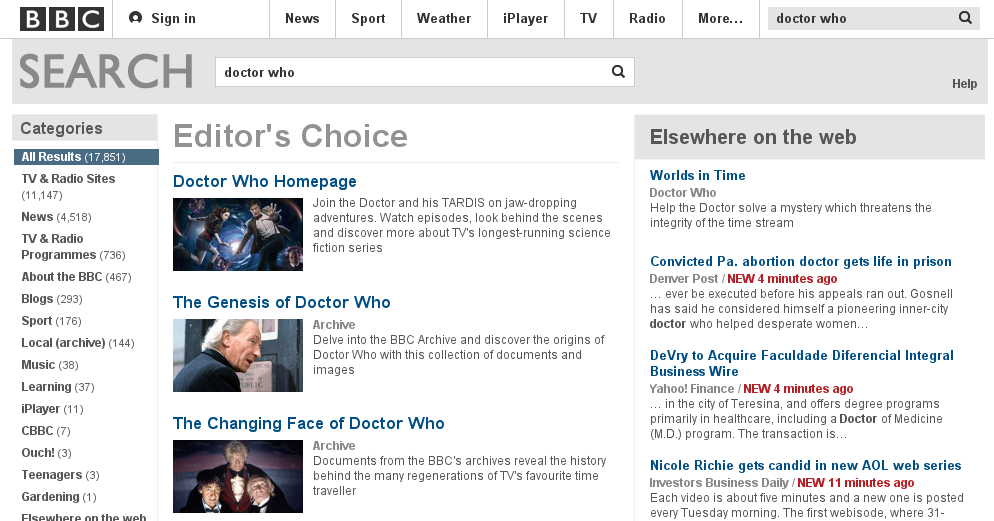 BBC
Sign in
News
Sport
Weather
iPlayer
TV
Radio
More...
doctor who
SEARCH
doctor who
Help
Categories
All Results (17,851)
TV & Radio Sites
(11,147)
News (4,518)
TV & Radio
Programmes (736)
About the BBC (467)
Blogs (293)
Sport (176)
Local (archive) (144)
Music (38)
Learning (37)
iPlayer (11)
CBBC (7)
Ouch! (3)
Teenagers (3)
Gardening (1)
Elsewhere on the web
Editor's Choice
Doctor Who Homepage
Join the Doctor and his TARDIS on jaw-dropping
adventures. Watch episodes, look behind the scenes
and discover more about TV's longest-running science
fiction series
The Genesis of Doctor Who
Archive
Delve into the BBC Archive and discover the origins of
Doctor Who with this collection of documents and
images
The Changing Face of Doctor Who
Archive
Documents from the BBC's archives reveal the history
behind the many regenerations of TV's favourite time
traveller
Elsewhere on the web
Worlds in Time
Doctor Who
Help the Doctor solve a mystery which threatens the
integrity of the time stream
Convicted Pa. abortion doctor gets life in prison
Denver Post / NEW 4 minutes ago
... ever be executed before his appeals ran out. Gosnell
has said he considered himself a pioneering inner-city
doctor who helped desperate women...
DeVry to Acquire Faculdade Diferencial Integral
Business Wire
Yahoo! Finance / NEW 4 minutes ago
... in the city of Teresina, and offers degree programs
primarily in healthcare, including a Doctor of Medicine
(M.D.) program. The transaction is...
Nicole Richie gets candid in new AOL web series
Investors Business Daily / NEW 11 minutes ago
Each video is about five minutes and a new one is posted
every Tuesday morning. The first webisode, where 31-